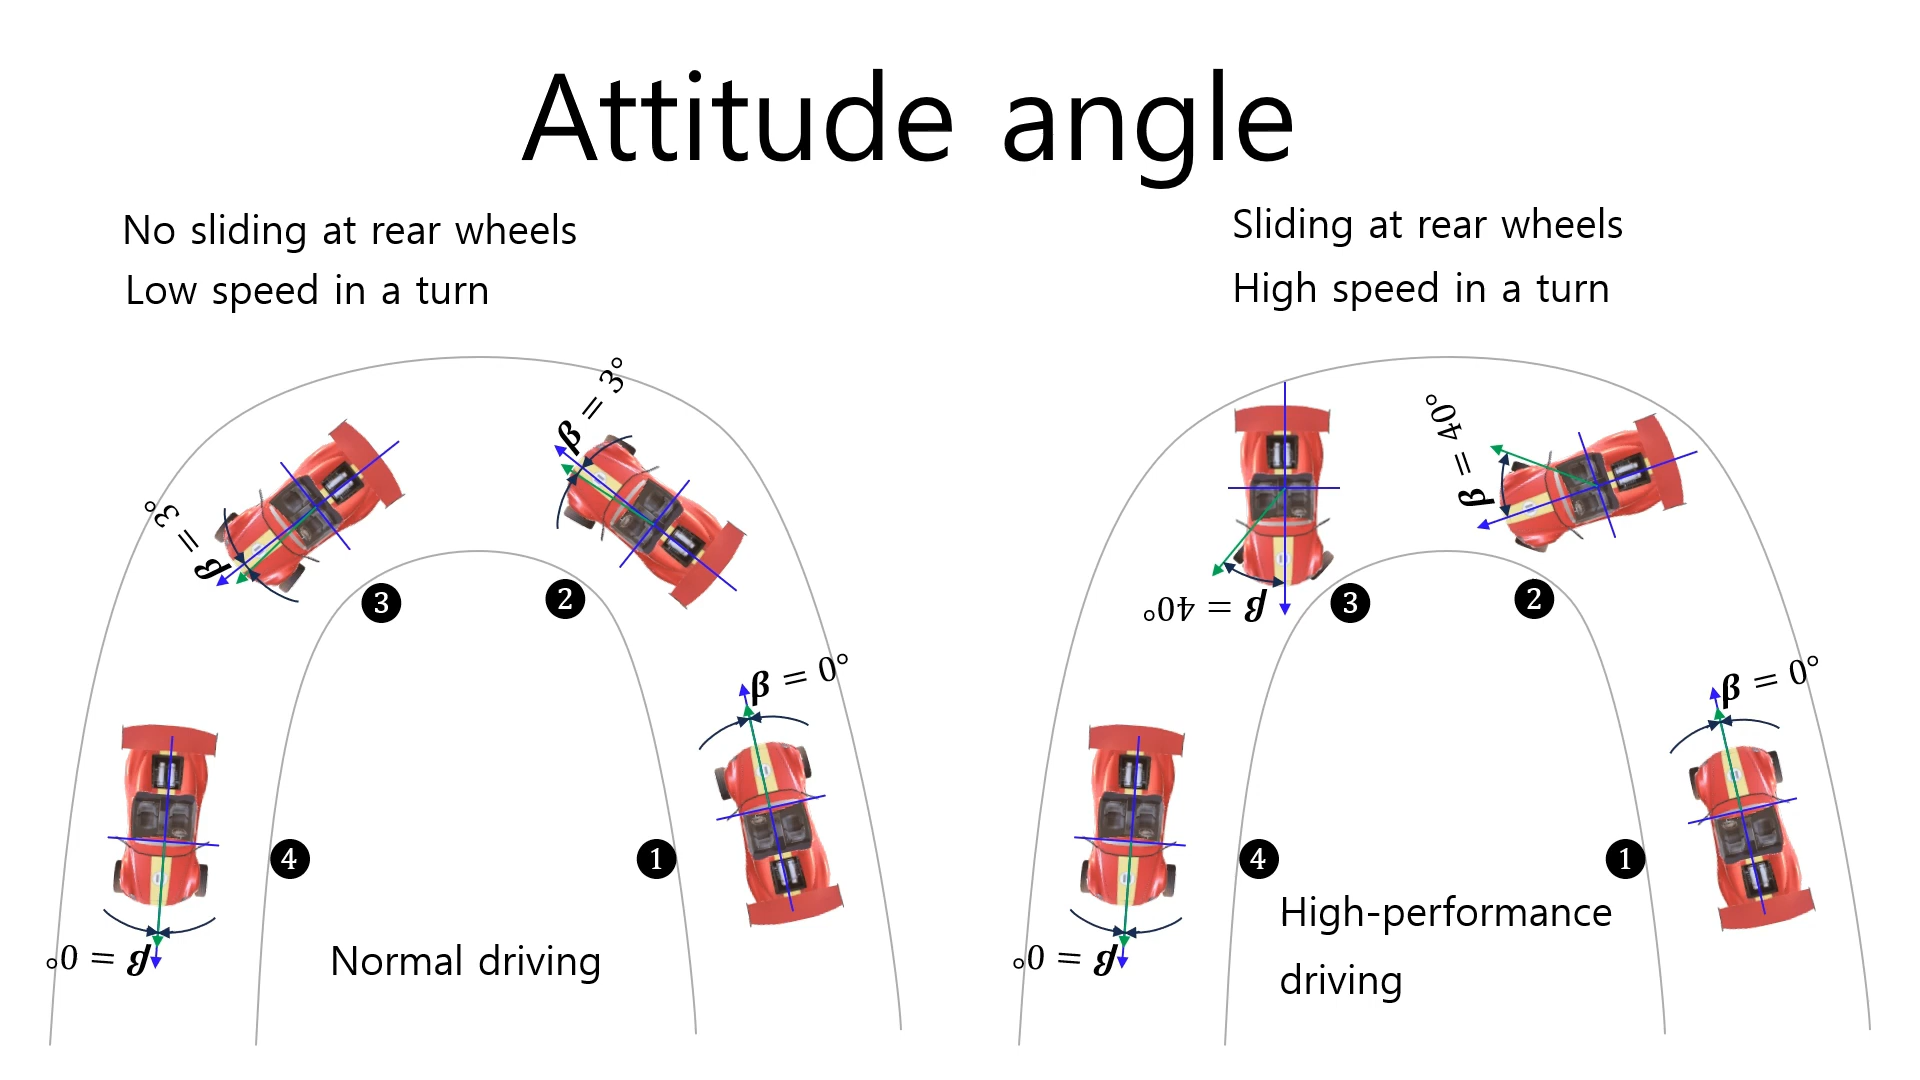 Attitude angle
No sliding at rear wheels
Low speed in a turn
Sliding at rear wheels
High speed in a turn
β = 3°
β = 3°
3
2
β = 0°
4
1
β = 0°
Normal driving
β = 40°
β = 40°
3
2
β = 0°
4
1
β = 0°
High-performance
driving